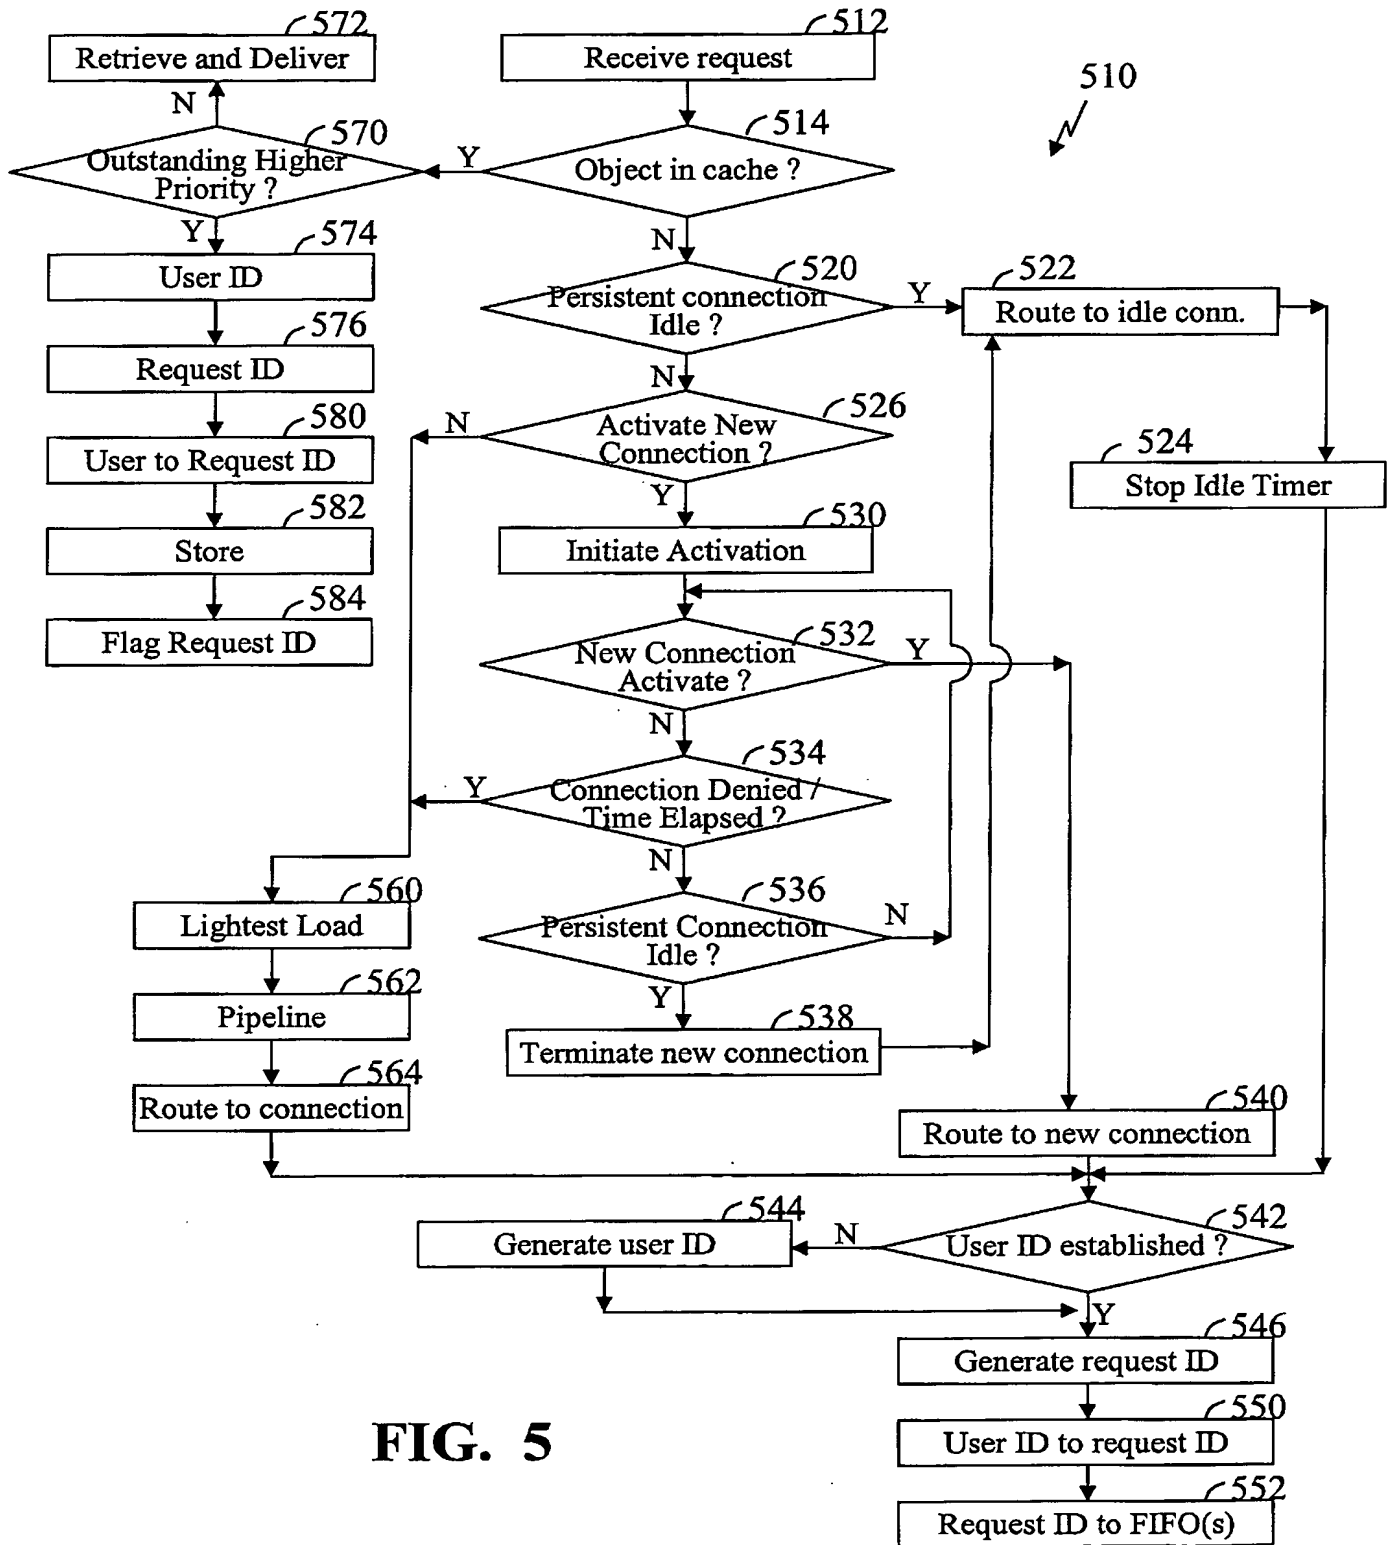 572
Retrieve and Deliver
512
Receive request
510
N
570
Outstanding Higher
Priority ?
Y
514
Object in cache ?
Y
574
User ID
N
520
Persistent connection
Idle ?
Y
522
Route to idle conn.
576
Request ID
N
526
Activate New
Connection ?
N
580
User to Request ID
524
Stop Idle Timer
Y
530
Initiate Activation
582
Store
584
Flag Request ID
532
New Connection
Activate ?
Y
N
534
Connection Denied /
Time Elapsed ?
Y
N
536
Persistent Connection
Idle ?
N
560
Lightest Load
Y
562
Pipeline
538
Terminate new connection
564
Route to connection
540
Route to new connection
544
Generate user ID
N
542
User ID established ?
Y
546
Generate request ID
550
User ID to request ID
552
Request ID to FIFO(s)
FIG. 5